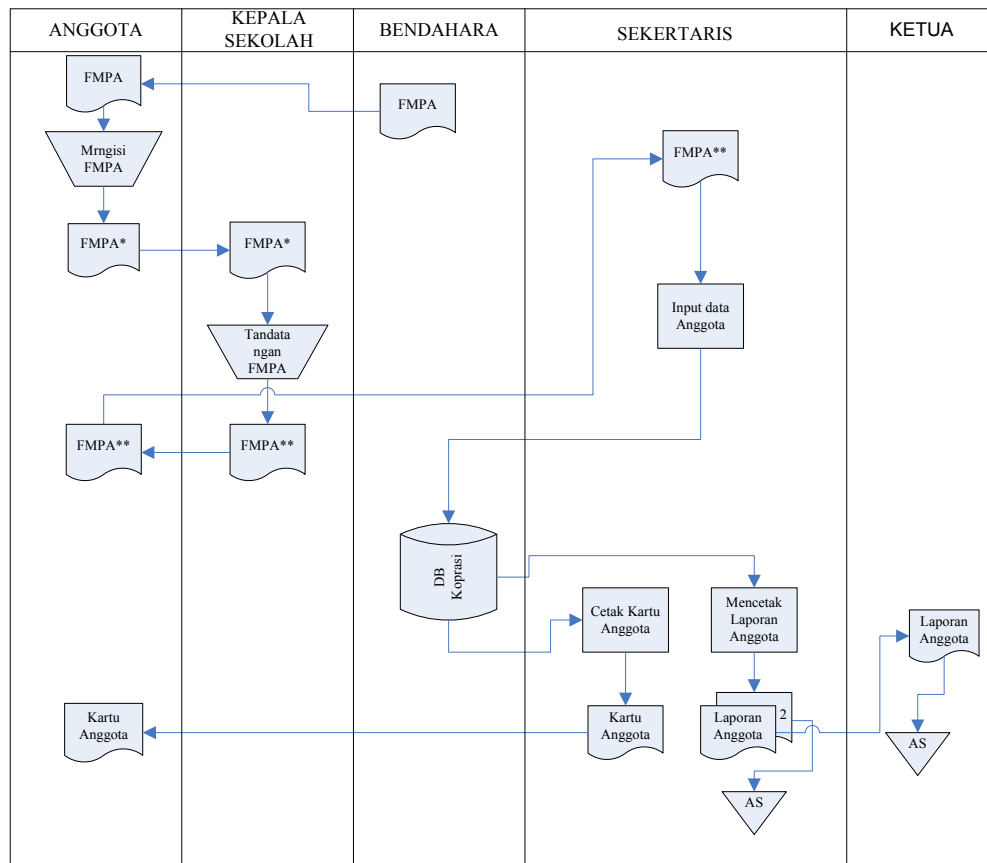 ANGGOTA
KEPALA
SEKOLAH
BENDAHARA
SEKERTARIS
KETUA
FMPA
FMPA
Mrngisi
FMPA
FMPA**
FMPA*
FMPA*
Input data
Anggota
Tandata
ngan
FMPA
FMPA**
FMPA**
DB
Koprasi
Cetak Kartu
Anggota
Mencetak
Laporan
Anggota
Laporan
Anggota
Kartu
Anggota
Kartu
Anggota
Laporan
Anggota
2
AS
AS